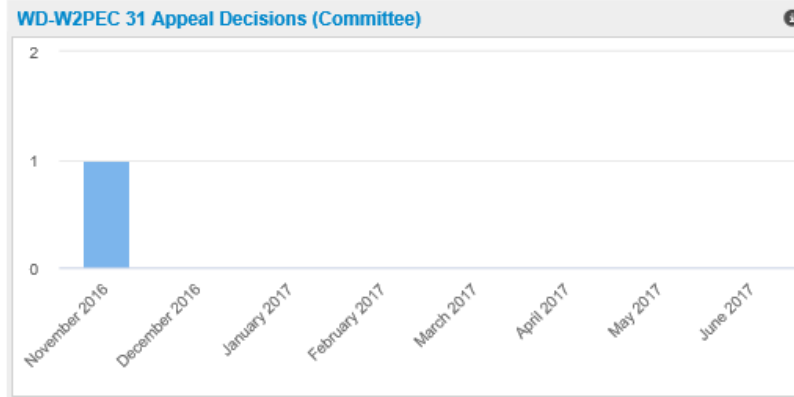 WD-W2PEC 31 Appeal Decisions (Committee)
2
1
0
November 2016
December 2016
January 2017
February 2017
March 2017
April 2017
May 2017
June 2017